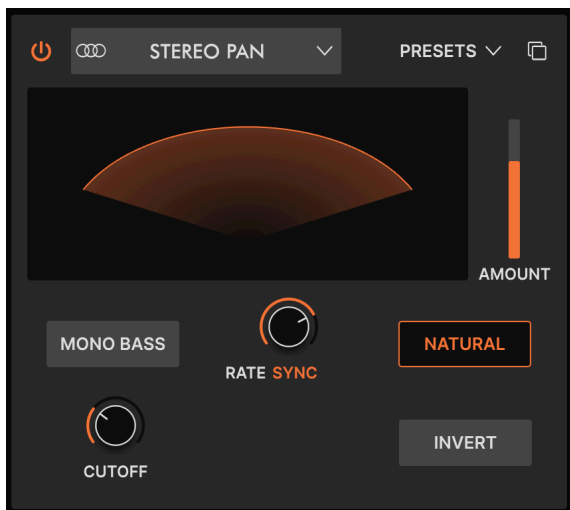 STEREO PAN
PRESETS
AMOUNT
MONO BASS
RATE SYNC
NATURAL
CUTOFF
INVERT